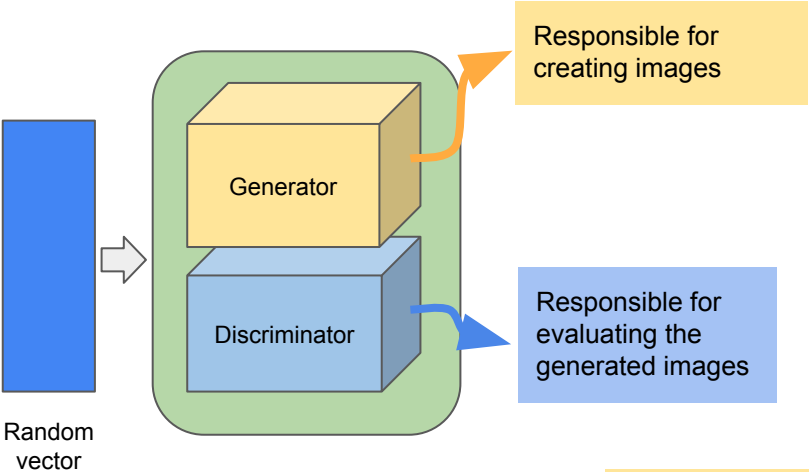 Responsible for
creating images
Generator
Discriminator
Responsible for
evaluating the
generated images
Random
vector